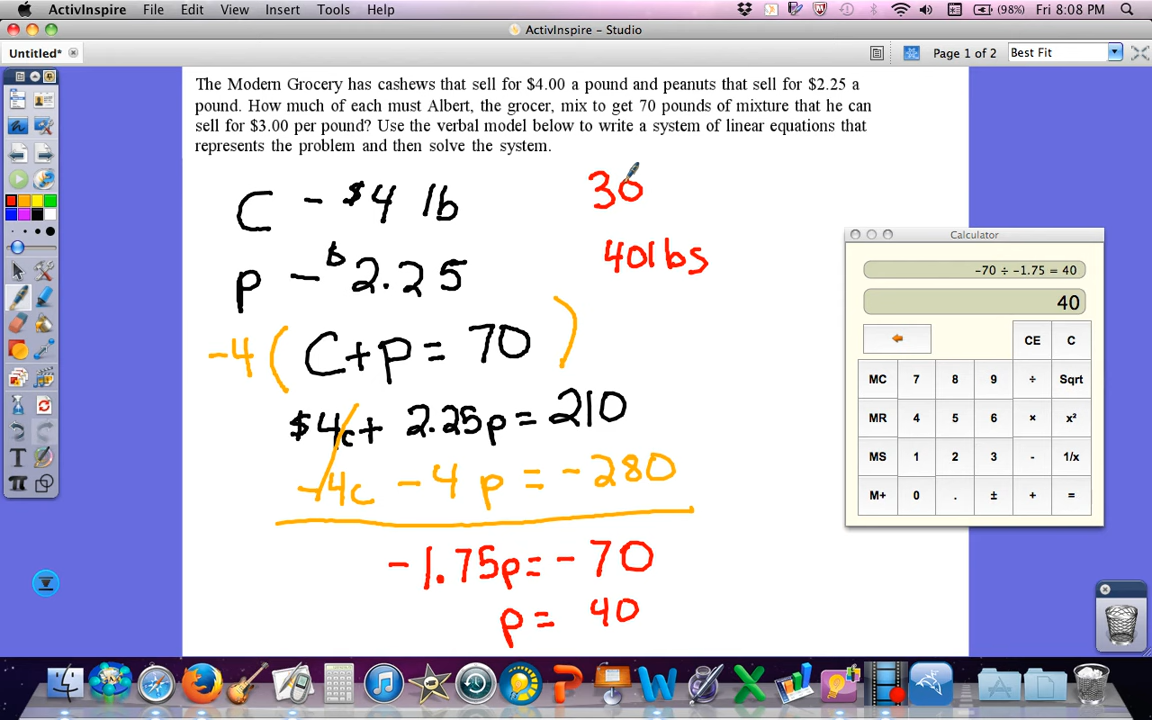 ActivInspire File Edit View Insert Tools Help (98%) Fri 8:08 PM
ActivInspire - Studio
Untitled* Page 1 of 2 Best Fit
The Modern Grocery has cashews that sell for $4.00 a pound and peanuts that sell for $2.25 a
pound. How much of each must Albert, the grocer, mix to get 70 pounds of mixture that he can
sell for $3.00 per pound? Use the verbal model below to write a system of linear equations that
represents the problem and then solve the system.
C - $4 lb
30
p - $2.25
40lbs
-4 ( C+p = 70 )
$4c+ 2.25p = 210
-4c - 4p = -280
-1.75p = -70
p = 40
Calculator
-70 ÷ -1.75 = 40
40
CE C
MC 7 8 9 ÷ Sqrt
MR 4 5 6 × x²
MS 1 2 3 - 1/x
M+ 0 . ± + =